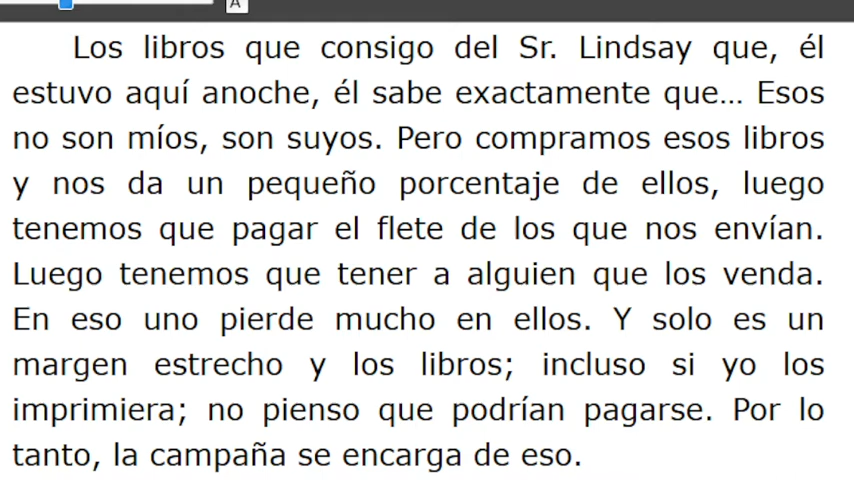 A
Los libros que consigo del Sr. Lindsay que, él
estuvo aquí anoche, él sabe exactamente que... Esos
no son míos, son suyos. Pero compramos esos libros
y nos da un pequeño porcentaje de ellos, luego
tenemos que pagar el flete de los que nos envían.
Luego tenemos que tener a alguien que los venda.
En eso uno pierde mucho en ellos. Y solo es un
margen estrecho y los libros; incluso si yo los
imprimiera; no pienso que podrían pagarse. Por lo
tanto, la campaña se encarga de eso.